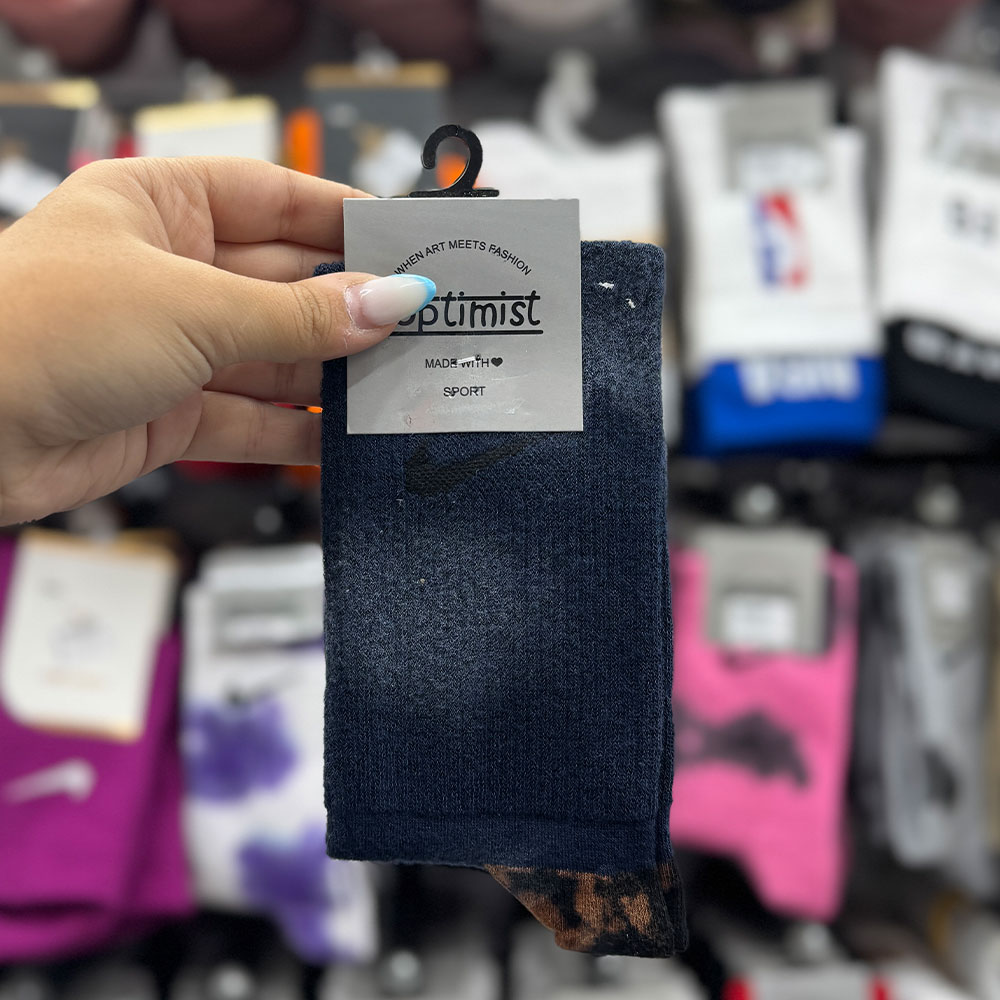 WHEN ART MEETS FASHION
optimist
MADE WITH ♥
SPORT